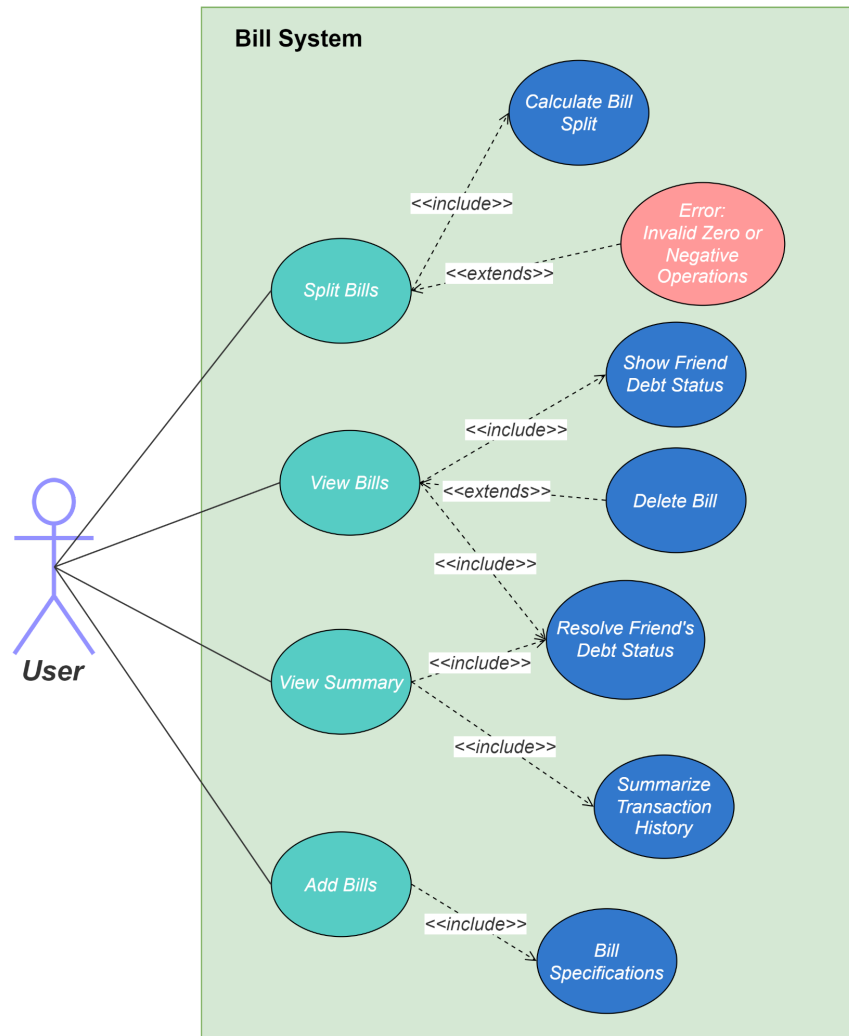 Bill System
Calculate Bill
Split
<<include>>
Error:
Invalid Zero or
Negative
Operations
<<extends>>
Split Bills
Show Friend
Debt Status
<<include>>
View Bills
<<extends>>
Delete Bill
<<include>>
Resolve Friend's
Debt Status
User
<<include>>
View Summary
<<include>>
Summarize
Transaction
History
Add Bills
<<include>>
Bill
Specifications